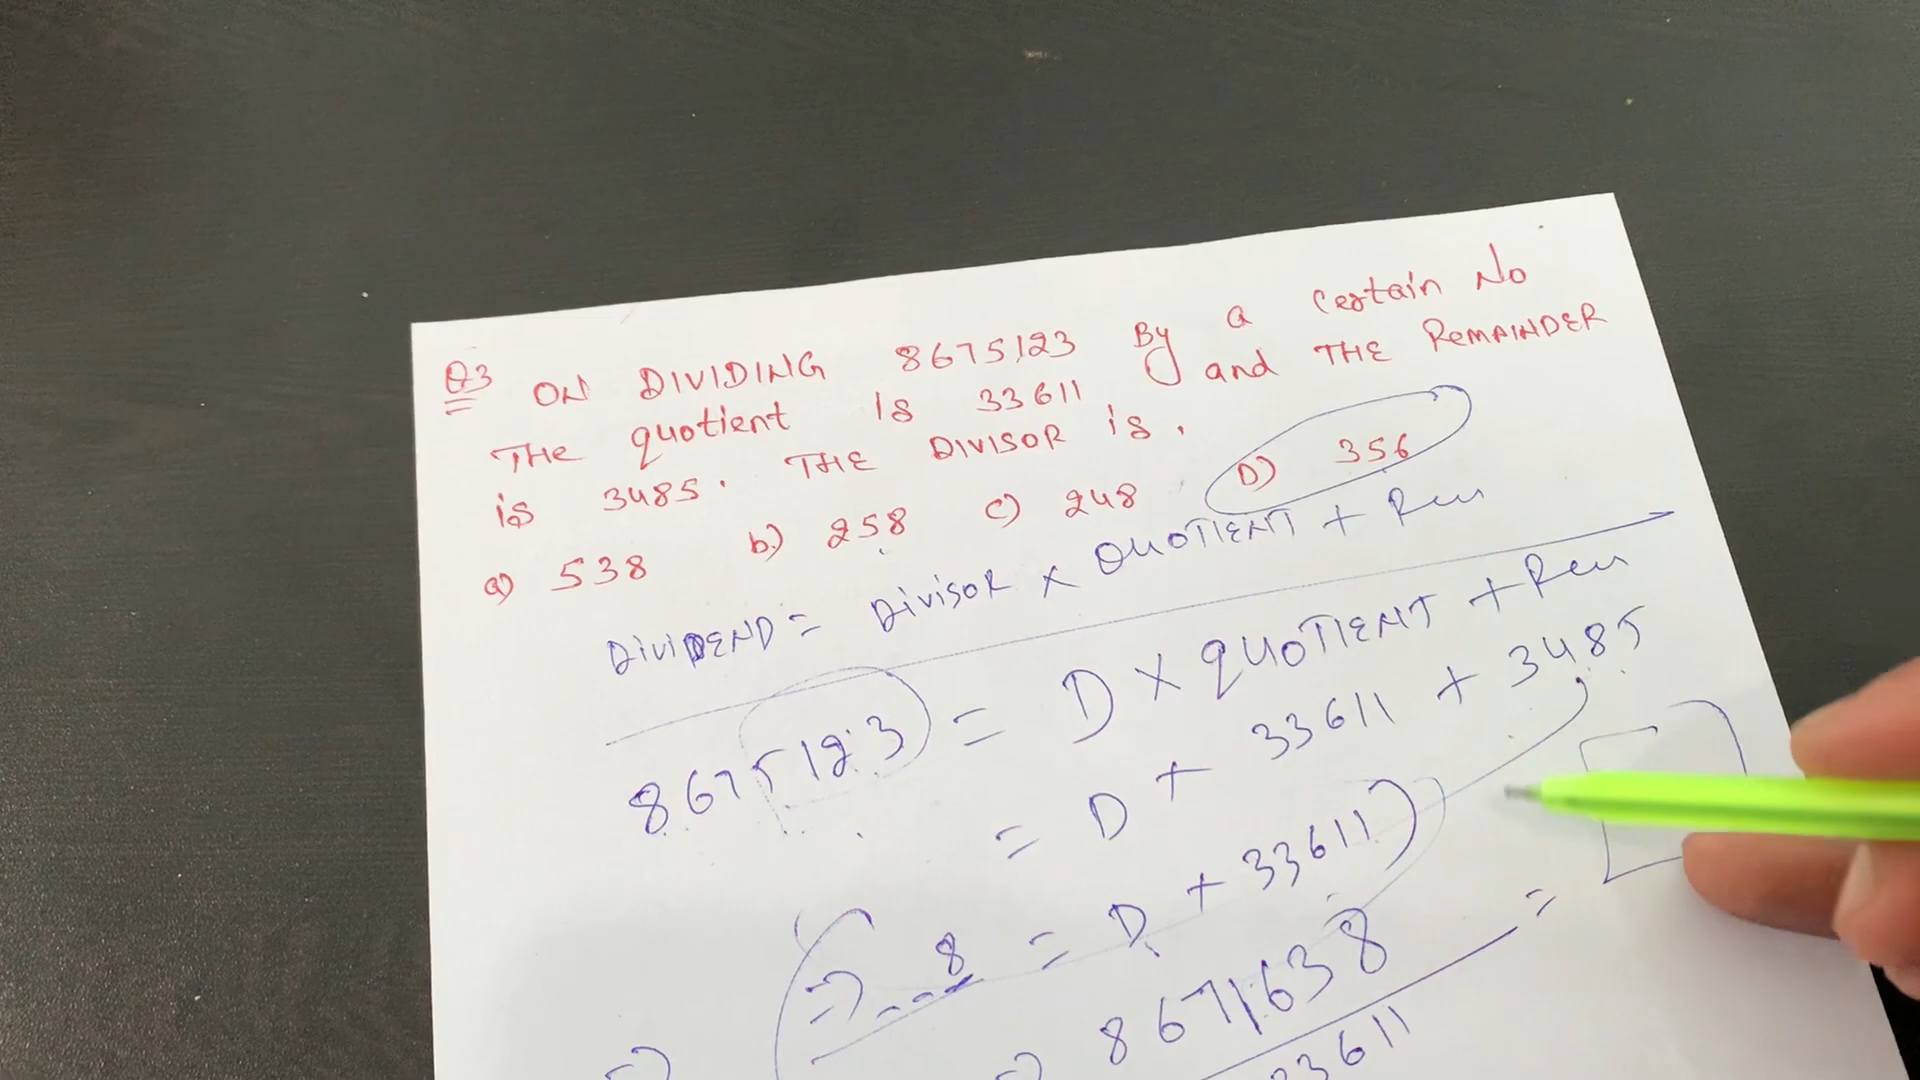 Q3 ON DIVIDING 8675123 By a Certain No
THE quotient is 33611 and THE REMAINDER
is 3485. THE DIVISOR is.
a) 538 b.) 258 c) 248 D) 356
DIVIDEND = DivisOR × QUOTIENT + Rem
8675123 = D × QUOTIENT + Rem
= D + 33611 + 3485
⇒ --- 8 = D + 33611)
⇒ 8671638 =
33611